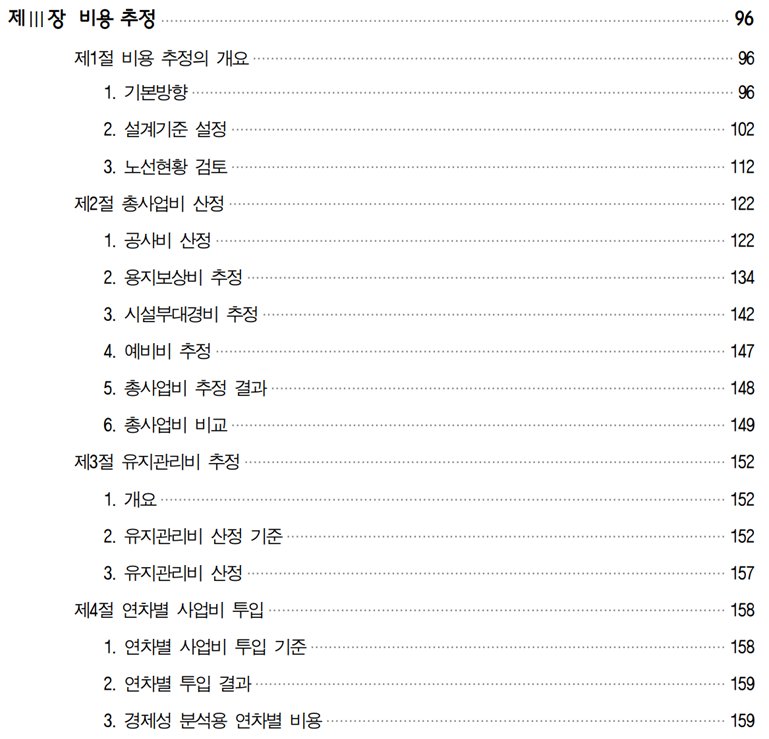 제Ⅲ장 비용 추정 96
제1절 비용 추정의 개요 96
1. 기본방향 96
2. 설계기준 설정 102
3. 노선현황 검토 112
제2절 총사업비 산정 122
1. 공사비 산정 122
2. 용지보상비 추정 134
3. 시설부대경비 추정 142
4. 예비비 추정 147
5. 총사업비 추정 결과 148
6. 총사업비 비교 149
제3절 유지관리비 추정 152
1. 개요 152
2. 유지관리비 산정 기준 152
3. 유지관리비 산정 157
제4절 연차별 사업비 투입 158
1. 연차별 사업비 투입 기준 158
2. 연차별 투입 결과 159
3. 경제성 분석용 연차별 비용 159